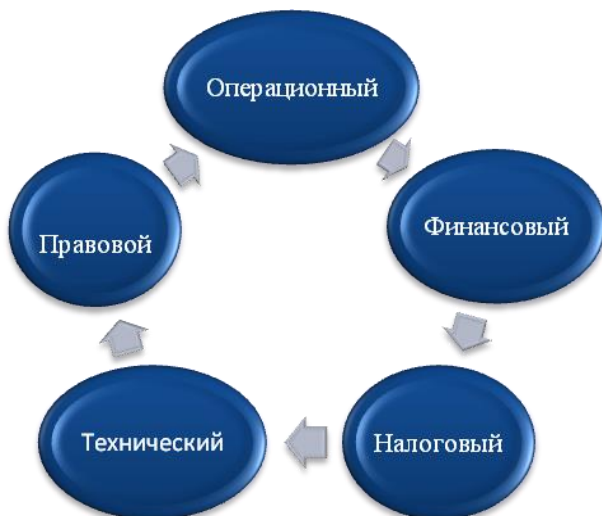 Операционный
Финансовый
Налоговый
Технический
Правовой